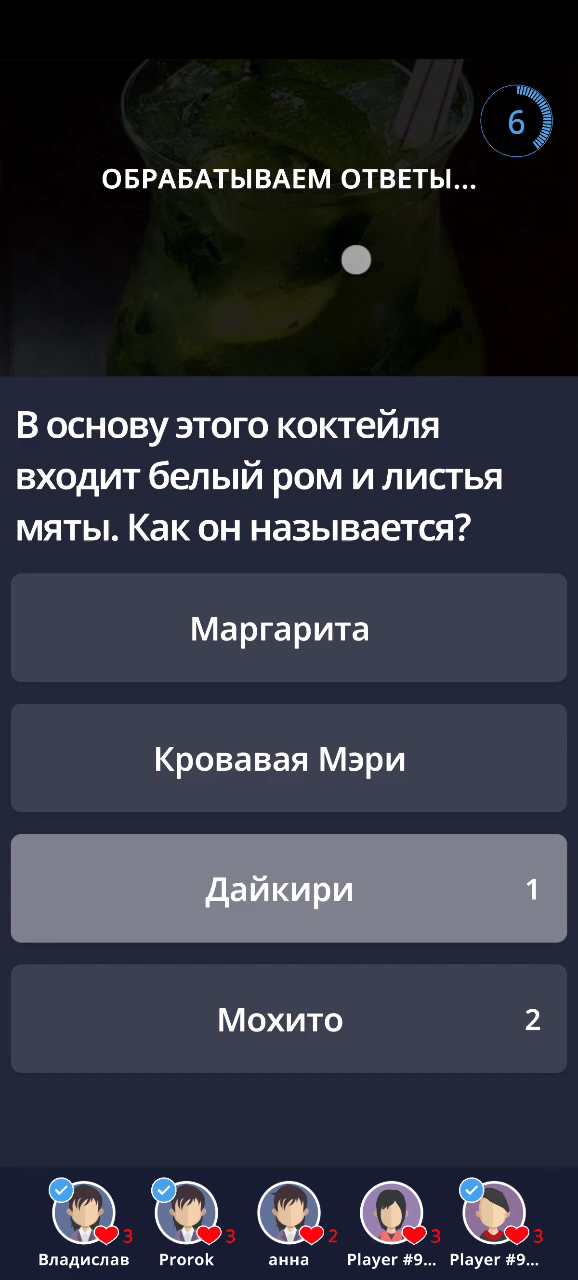 6
ОБРАБАТЫВАЕМ ОТВЕТЫ...
В основу этого коктейля
входит белый ром и листья
мяты. Как он называется?
Маргарита
Кровавая Мэри
Дайкири 1
Мохито 2
3 3 2 3 3
Владислав Prorok анна Player #9... Player #9...